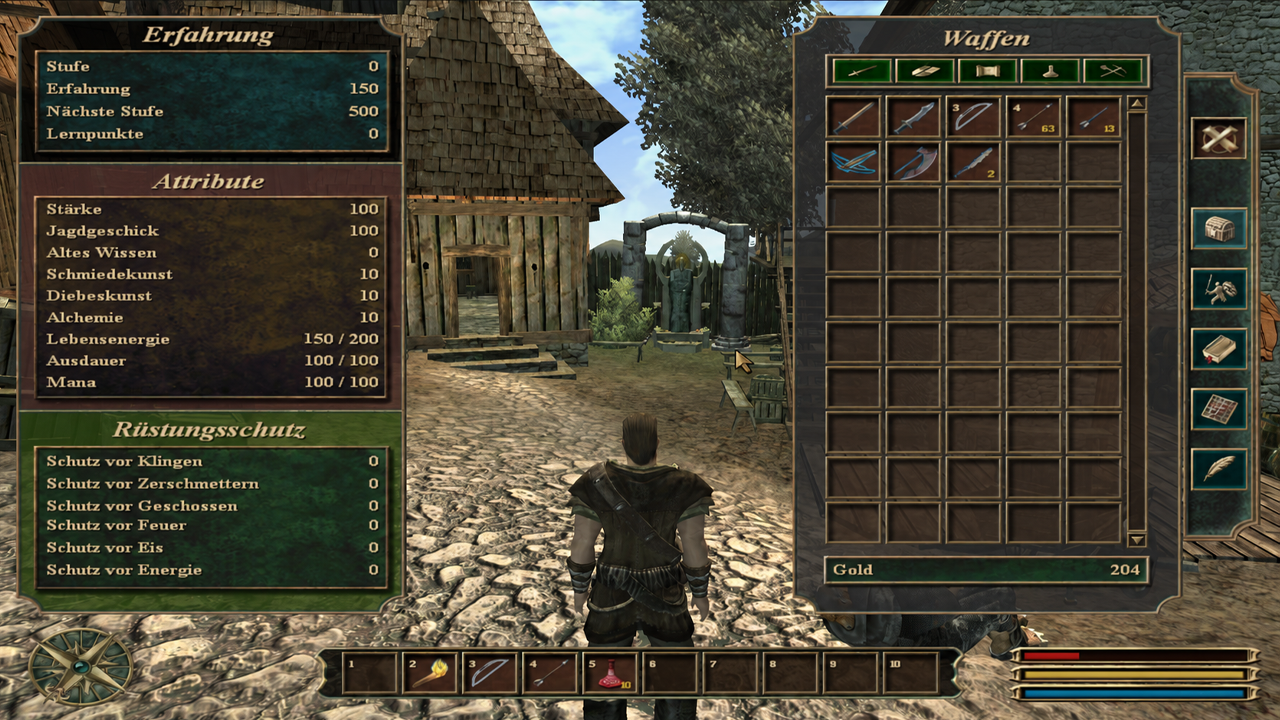 Erfahrung
Stufe 0
Erfahrung 150
Nächste Stufe 500
Lernpunkte 0
Attribute
Stärke 100
Jagdgeschick 100
Altes Wissen 0
Schmiedekunst 10
Diebeskunst 10
Alchemie 10
Lebensenergie 150 / 200
Ausdauer 100 / 100
Mana 100 / 100
Rüstungsschutz
Schutz vor Klingen 0
Schutz vor Zerschmettern 0
Schutz vor Geschossen 0
Schutz vor Feuer 0
Schutz vor Eis 0
Schutz vor Energie 0
Waffen
3 4 63 13
2
Gold 204
1 2 3 4 5 10 6 7 8 9 10